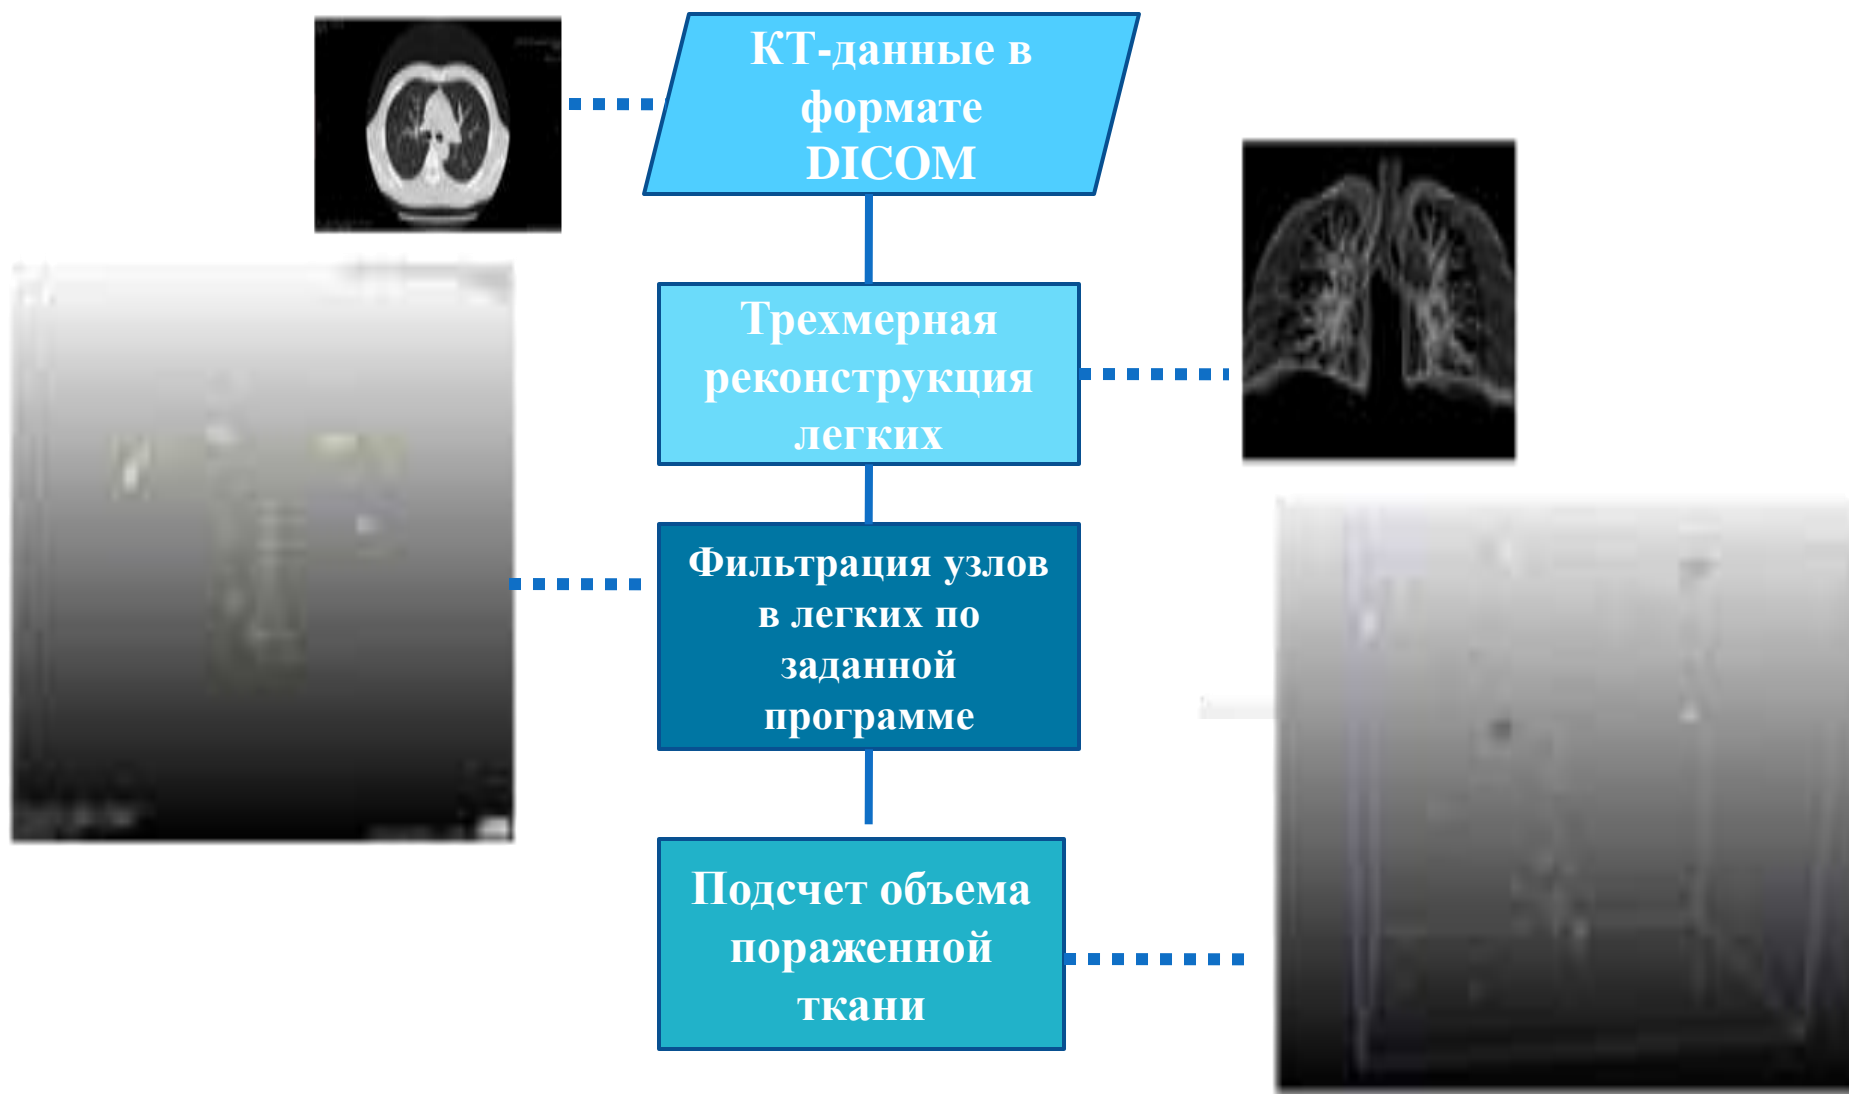 КТ-данные в
формате
DICOM
Трехмерная
реконструкция
легких
Фильтрация узлов
в легких по
заданной
программе
Подсчет объема
пораженной
ткани